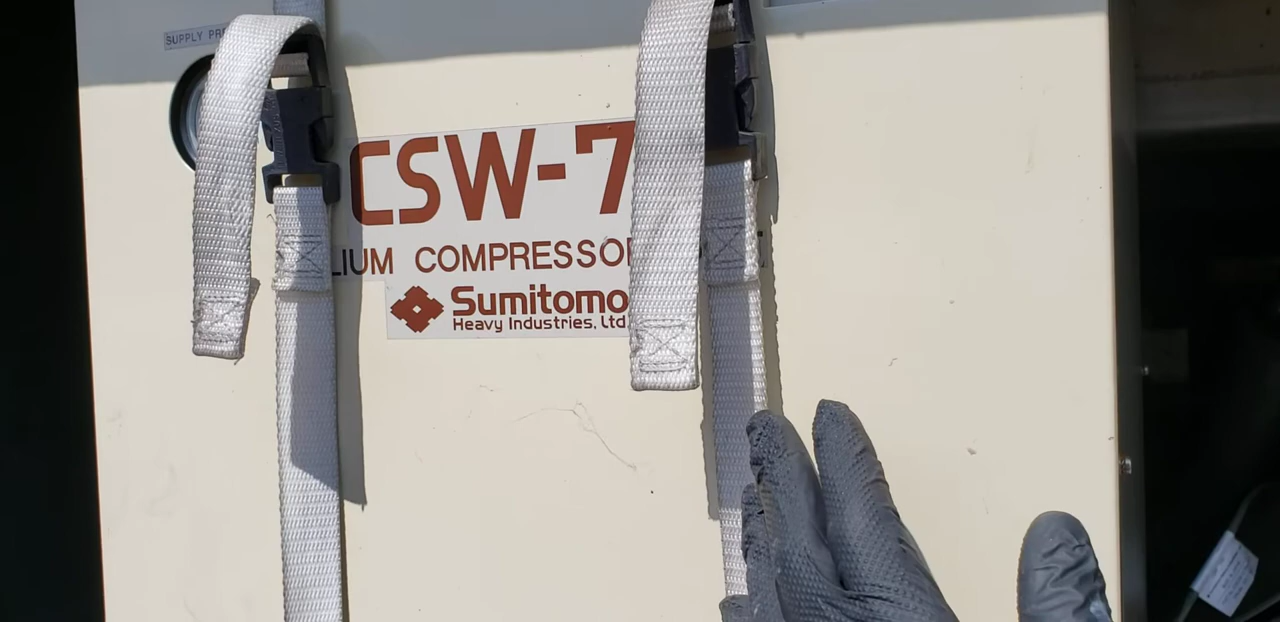 SUPPLY PR
CSW-7
LIUM COMPRESSO
Sumitomo
Heavy Industries, Ltd